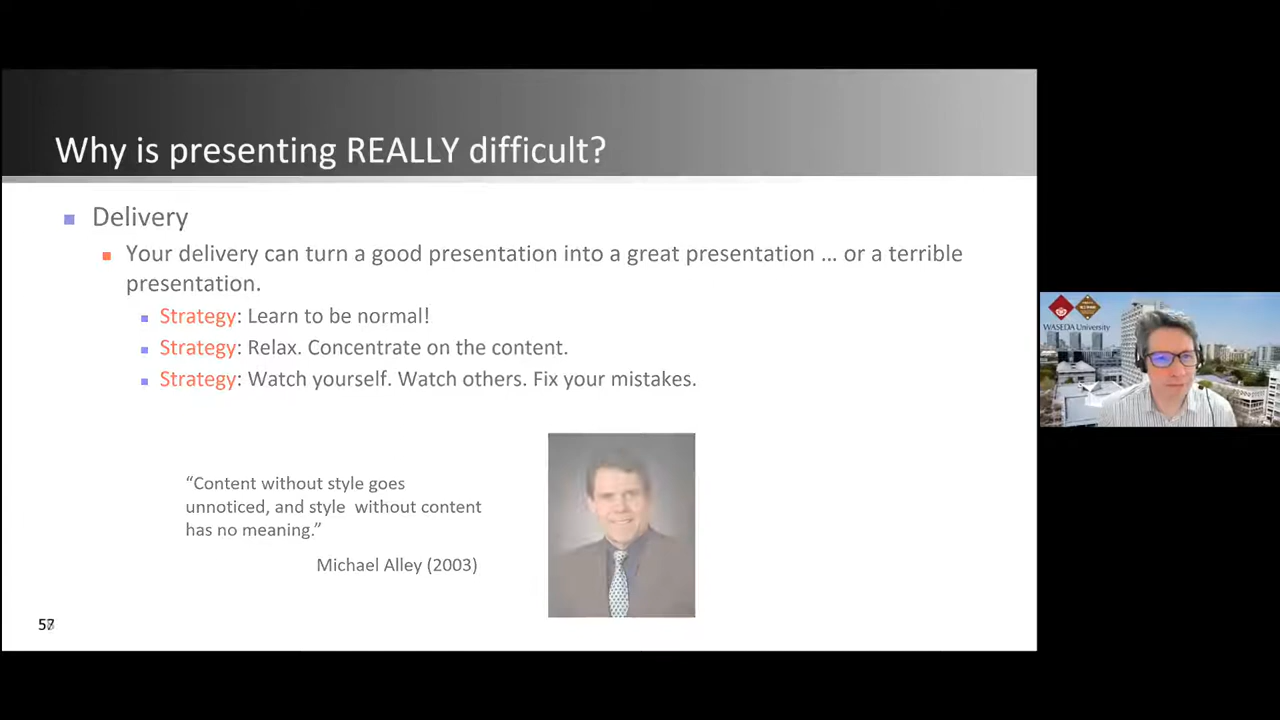 Why is presenting REALLY difficult?
Delivery
Your delivery can turn a good presentation into a great presentation ... or a terrible
presentation.
Strategy: Learn to be normal!
Strategy: Relax. Concentrate on the content.
Strategy: Watch yourself. Watch others. Fix your mistakes.
“Content without style goes
unnoticed, and style without content
has no meaning.”
Michael Alley (2003)
WASEDA University